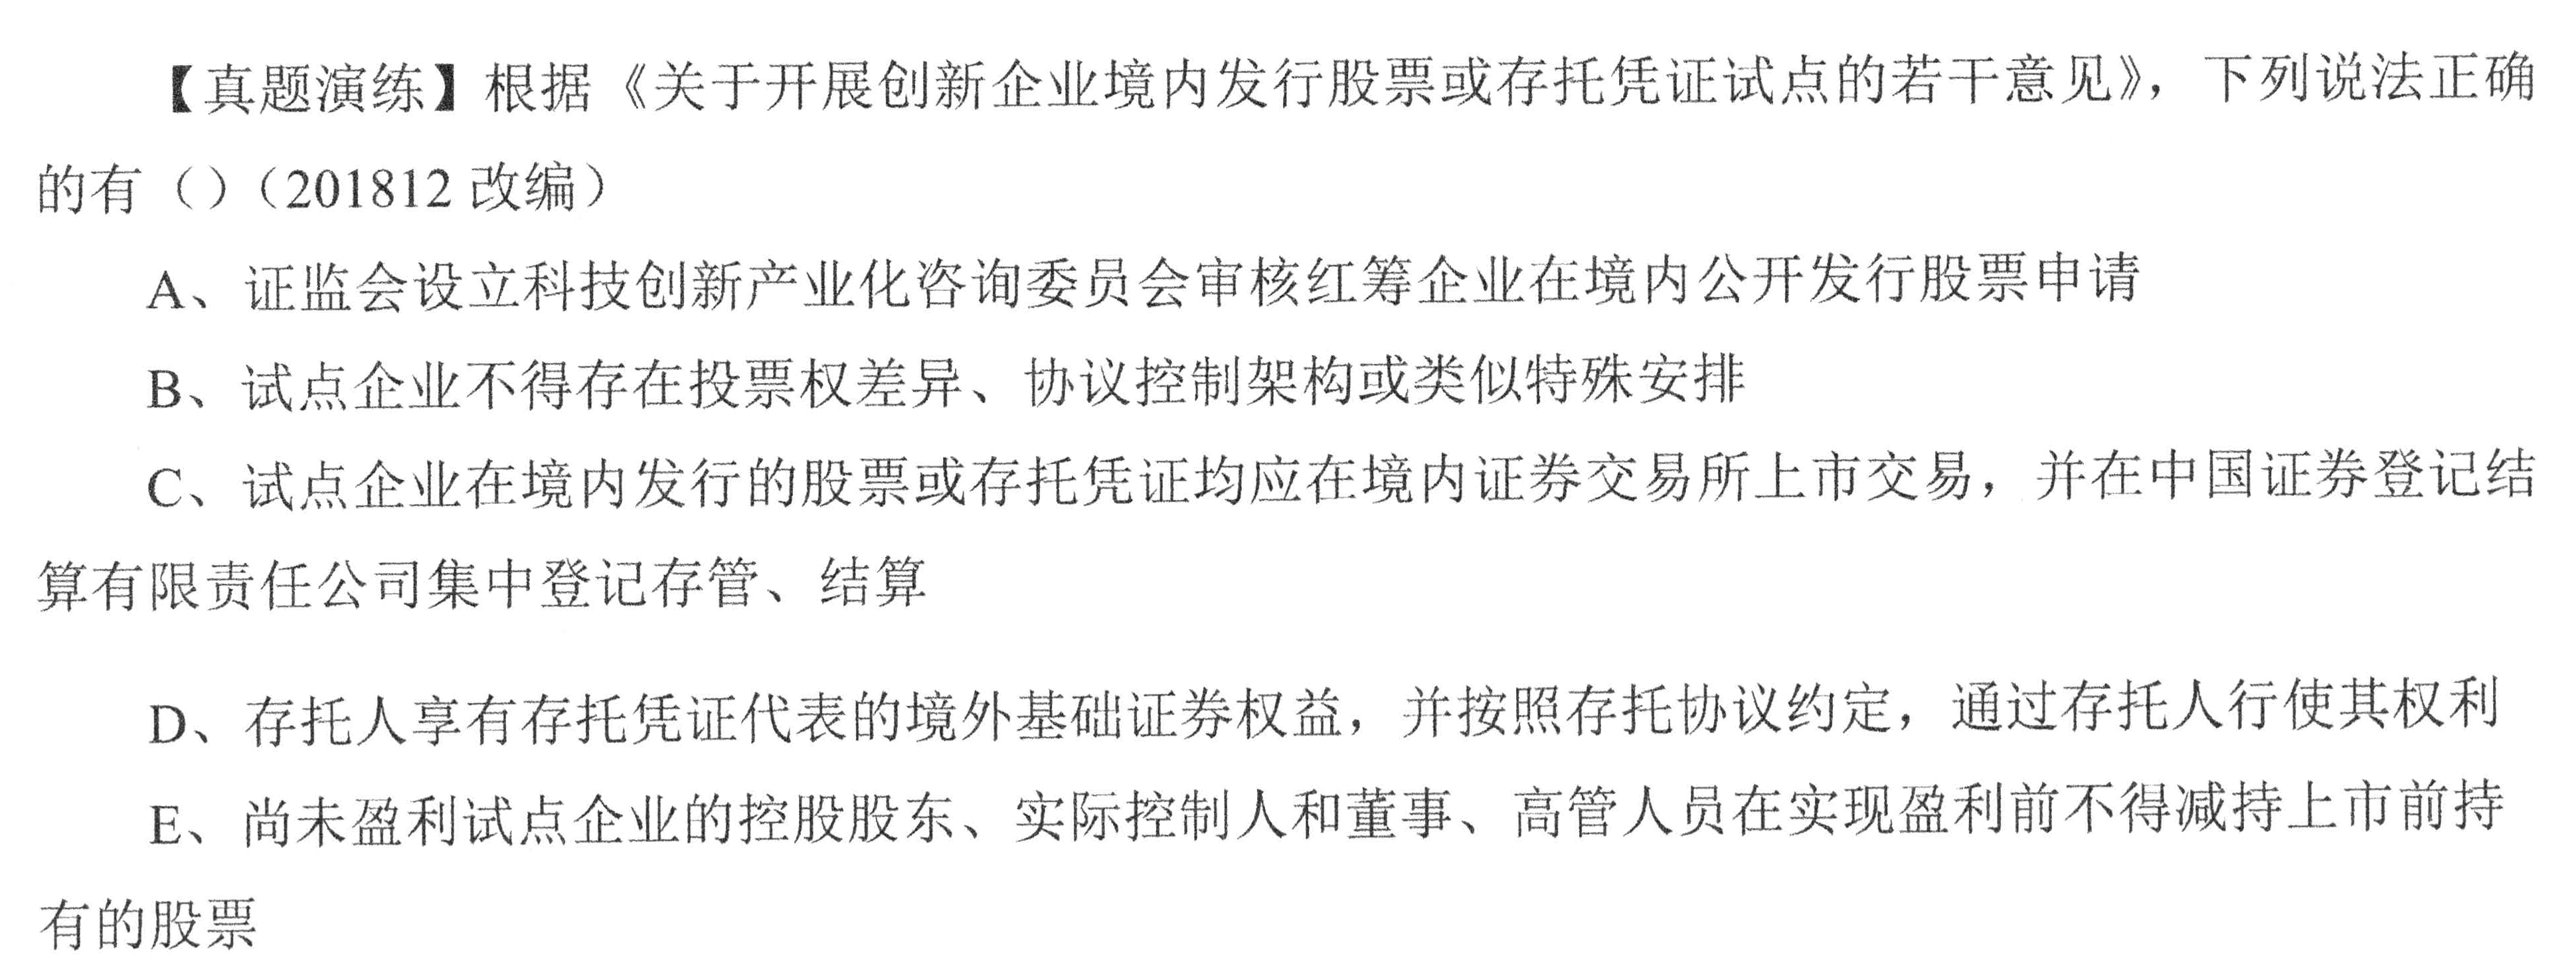 【真题演练】根据《关于开展创新企业境内发行股票或存托凭证试点的若干意见》，下列说法正确
的有（）（201812 改编）
A、证监会设立科技创新产业化咨询委员会审核红筹企业在境内公开发行股票申请
B、试点企业不得存在投票权差异、协议控制架构或类似特殊安排
C、试点企业在境内发行的股票或存托凭证均应在境内证券交易所上市交易，并在中国证券登记结
算有限责任公司集中登记存管、结算
D、存托人享有存托凭证代表的境外基础证券权益，并按照存托协议约定，通过存托人行使其权利
E、尚未盈利试点企业的控股股东、实际控制人和董事、高管人员在实现盈利前不得减持上市前持
有的股票